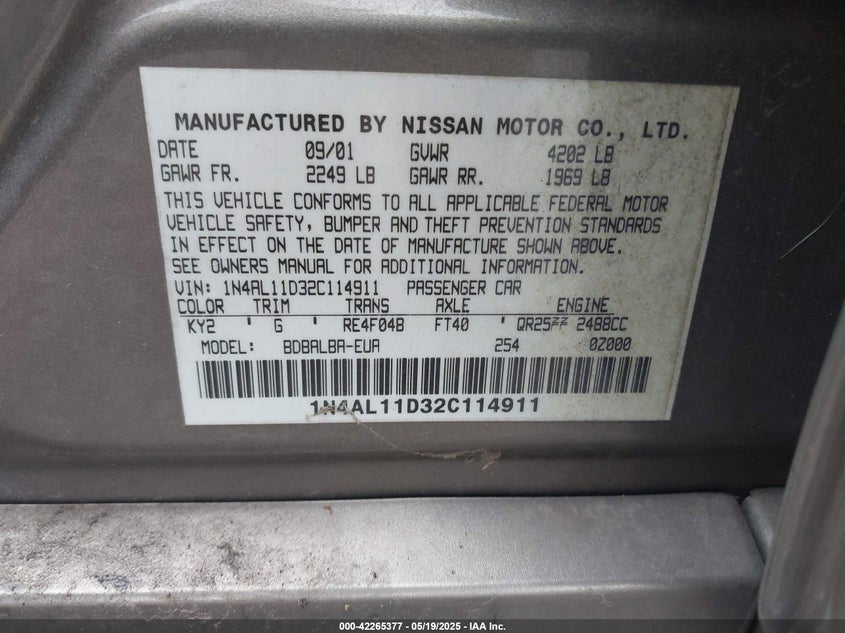 MANUFACTURED BY NISSAN MOTOR CO., LTD.
DATE 09/01 GVWR 4202 LB
GAWR FR. 2249 LB GAWR RR. 1969 LB
THIS VEHICLE CONFORMS TO ALL APPLICABLE FEDERAL MOTOR
VEHICLE SAFETY, BUMPER AND THEFT PREVENTION STANDARDS
IN EFFECT ON THE DATE OF MANUFACTURE SHOWN ABOVE.
SEE OWNERS MANUAL FOR ADDITIONAL INFORMATION.
VIN: 1N4AL11D32C114911 PASSENGER CAR
COLOR TRIM TRANS AXLE ENGINE
KY2 ' G ' RE4F04B FT40 ' QR25 2488CC
MODEL: BDBALBA-EUA 254 0Z000
1N4AL11D32C114911
000-42265377 - 05/19/2025 - IAA Inc.